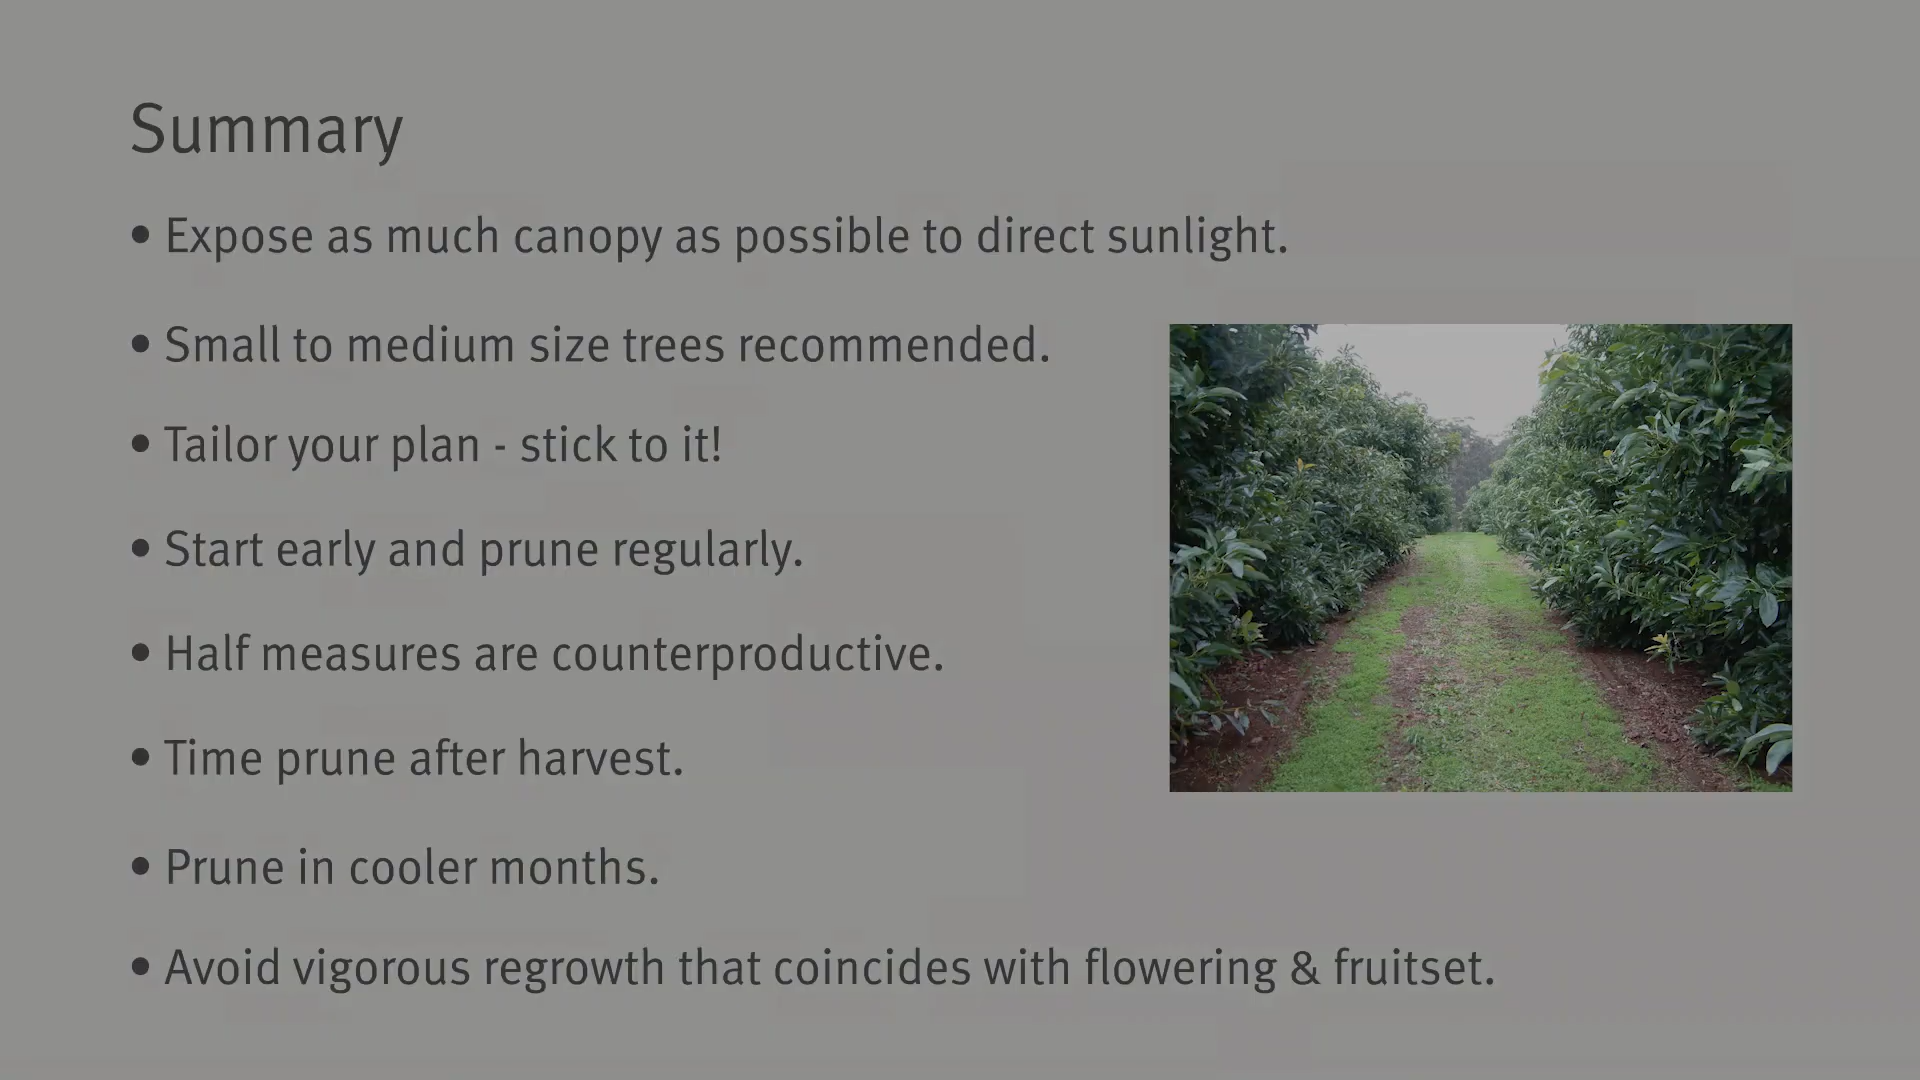 Summary
• Expose as much canopy as possible to direct sunlight.
• Small to medium size trees recommended.
• Tailor your plan - stick to it!
• Start early and prune regularly.
• Half measures are counterproductive.
• Time prune after harvest.
• Prune in cooler months.
• Avoid vigorous regrowth that coincides with flowering & fruitset.